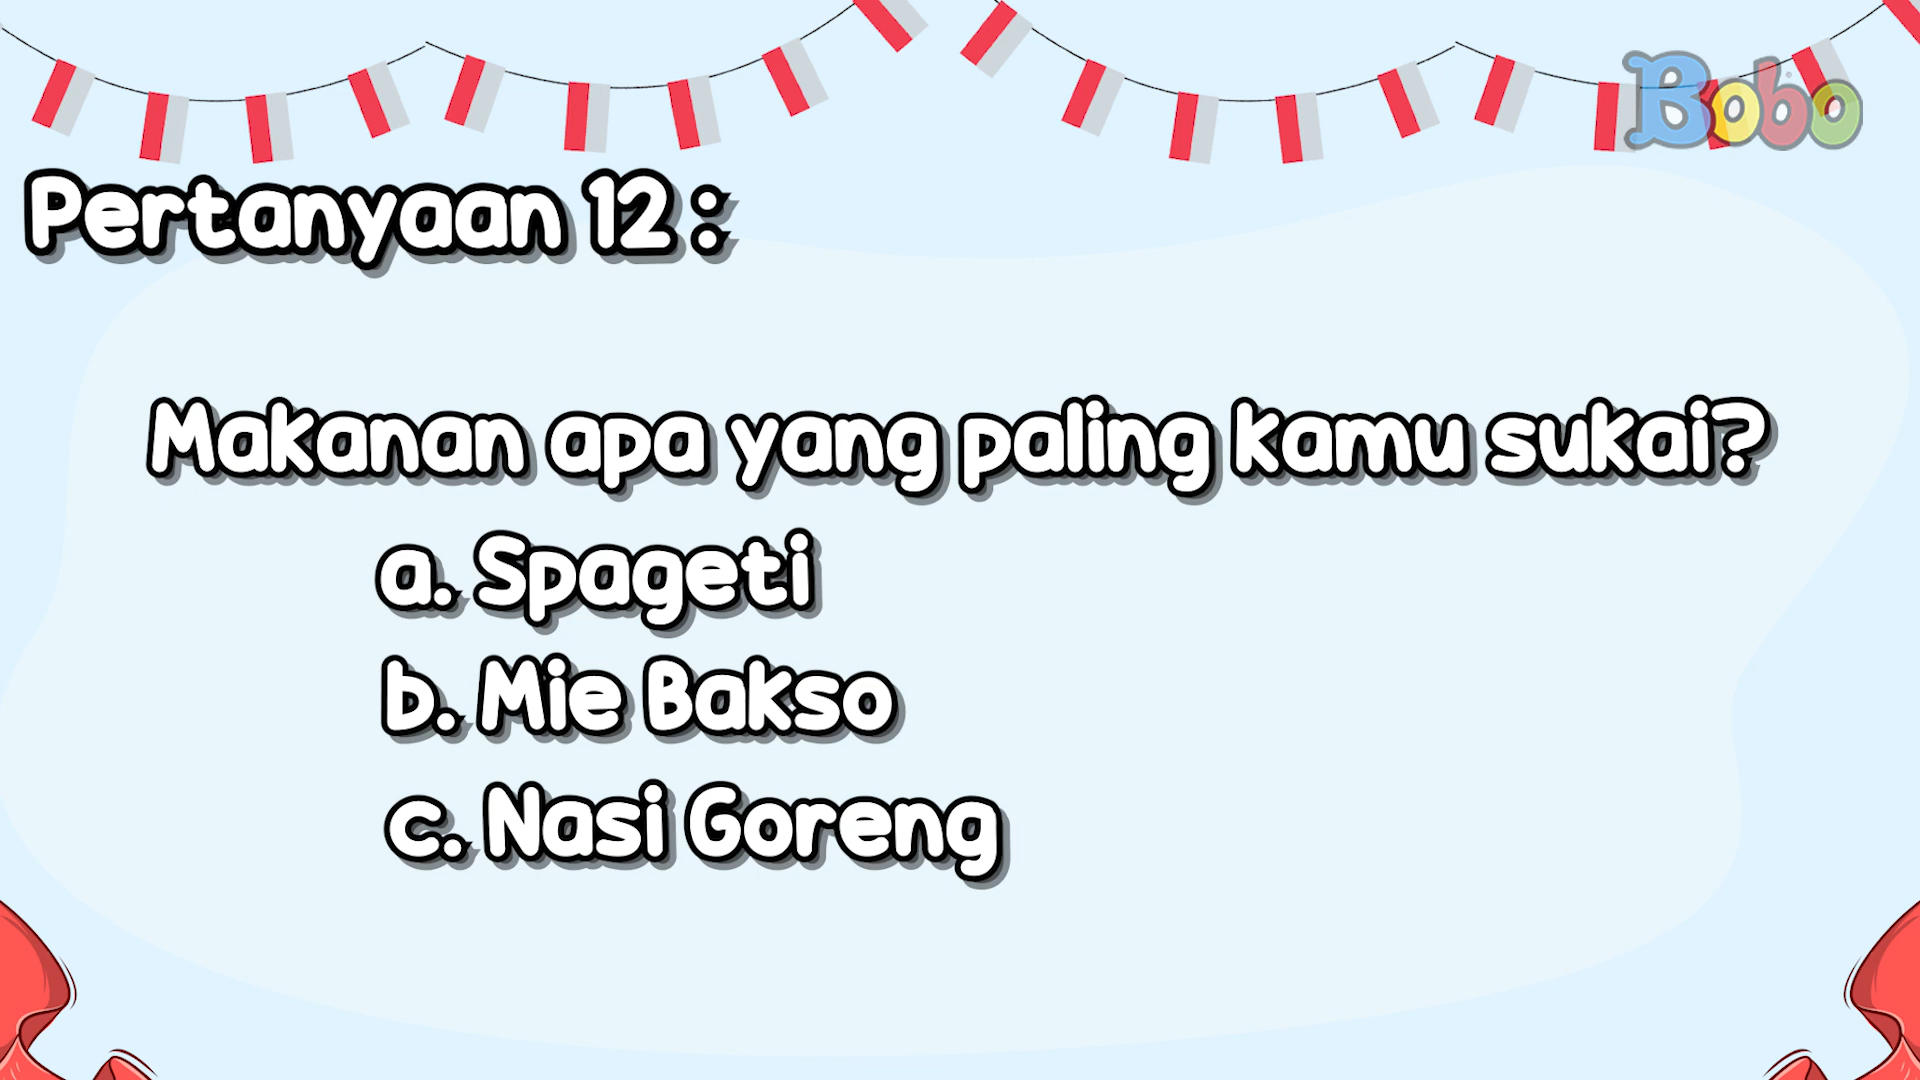 Bobo
Pertanyaan 12 :
Makanan apa yang paling kamu sukai?
a. Spageti
b. Mie Bakso
c. Nasi Goreng